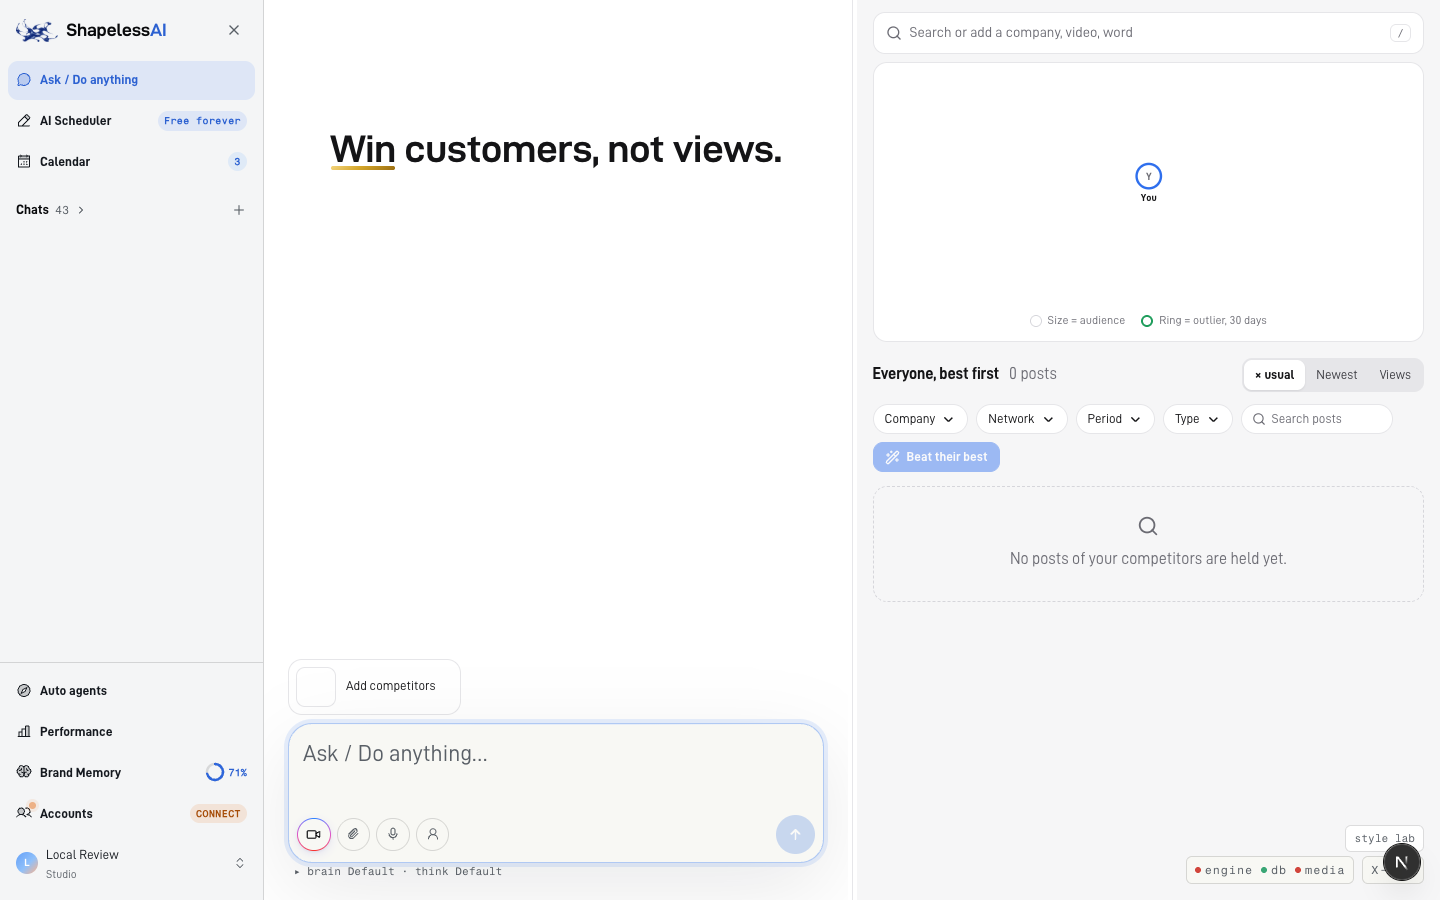 ShapelessAI
Ask / Do anything
AI Scheduler Free forever
Calendar 3
Chats 43
Auto agents
Performance
Brand Memory 71%
Accounts CONNECT
L Local Review
Studio
Win customers, not views.
Add competitors
Ask / Do anything...
▸ brain Default · think Default
Search or add a company, video, word /
Y
You
Size = audience Ring = outlier, 30 days
Everyone, best first 0 posts × usual Newest Views
Company Network Period Type Search posts
Beat their best
No posts of your competitors are held yet.
style lab
engine db media
N